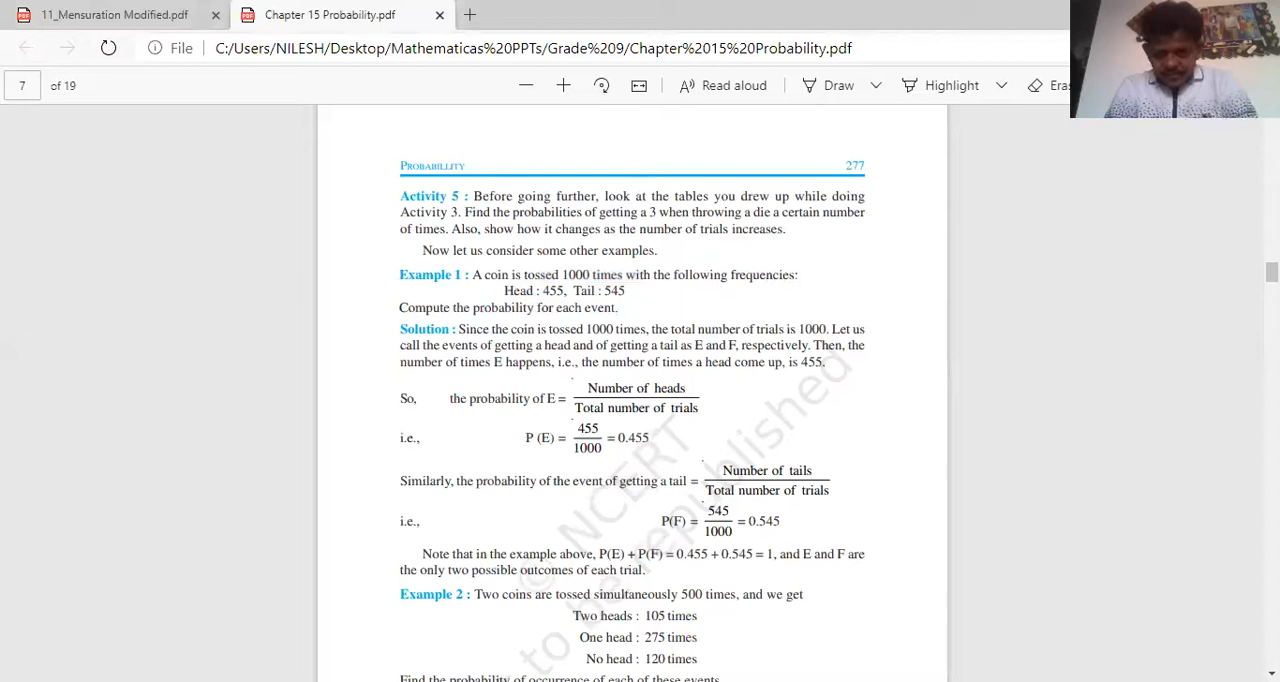 11_Mensuration Modified.pdf
Chapter 15 Probability.pdf
File
C:/Users/NILESH/Desktop/Mathematicas%20PPTs/Grade%209/Chapter%2015%20Probability.pdf
7 of 19
Read aloud
Draw
Highlight
PROBABILLITY 277
Activity 5 : Before going further, look at the tables you drew up while doing
Activity 3. Find the probabilities of getting a 3 when throwing a die a certain number
of times. Also, show how it changes as the number of trials increases.
Now let us consider some other examples.
Example 1 : A coin is tossed 1000 times with the following frequencies:
Head : 455, Tail : 545
Compute the probability for each event.
Solution : Since the coin is tossed 1000 times, the total number of trials is 1000. Let us
call the events of getting a head and of getting a tail as E and F, respectively. Then, the
number of times E happens, i.e., the number of times a head come up, is 455.
So, the probability of E = Number of heads / Total number of trials
i.e., P (E) = 455 / 1000 = 0.455
Similarly, the probability of the event of getting a tail = Number of tails / Total number of trials
i.e., P(F) = 545 / 1000 = 0.545
Note that in the example above, P(E) + P(F) = 0.455 + 0.545 = 1, and E and F are
the only two possible outcomes of each trial.
Example 2 : Two coins are tossed simultaneously 500 times, and we get
Two heads : 105 times
One head : 275 times
No head : 120 times
Find the probability of occurrence of each of these events.
© NCERT
to be republished